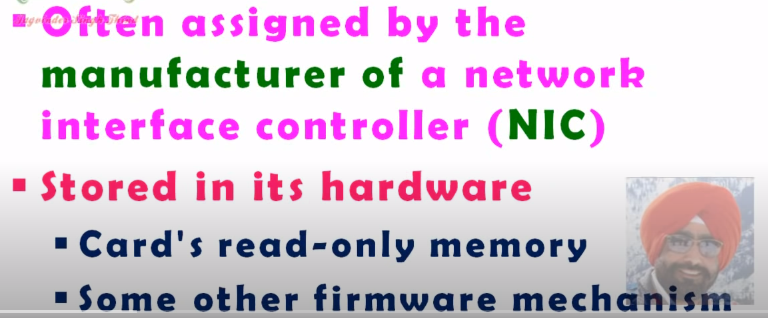 ▪ Often assigned by the
manufacturer of a network
interface controller (NIC)
▪ Stored in its hardware
▪ Card's read-only memory
▪ Some other firmware mechanism